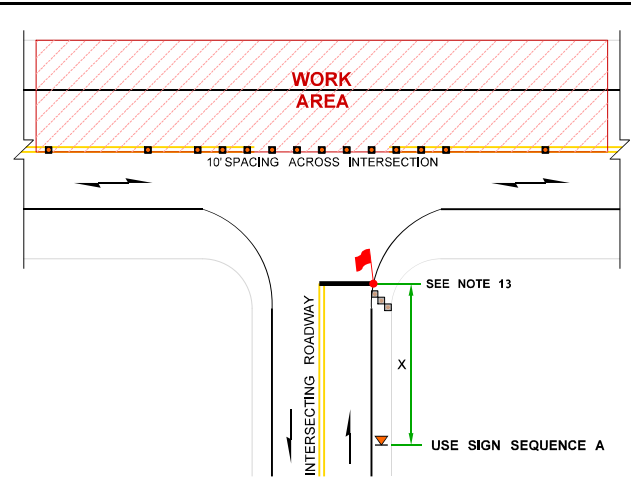 WORK
AREA
10' SPACING ACROSS INTERSECTION
SEE NOTE 13
INTERSECTING ROADWAY
X
USE SIGN SEQUENCE A